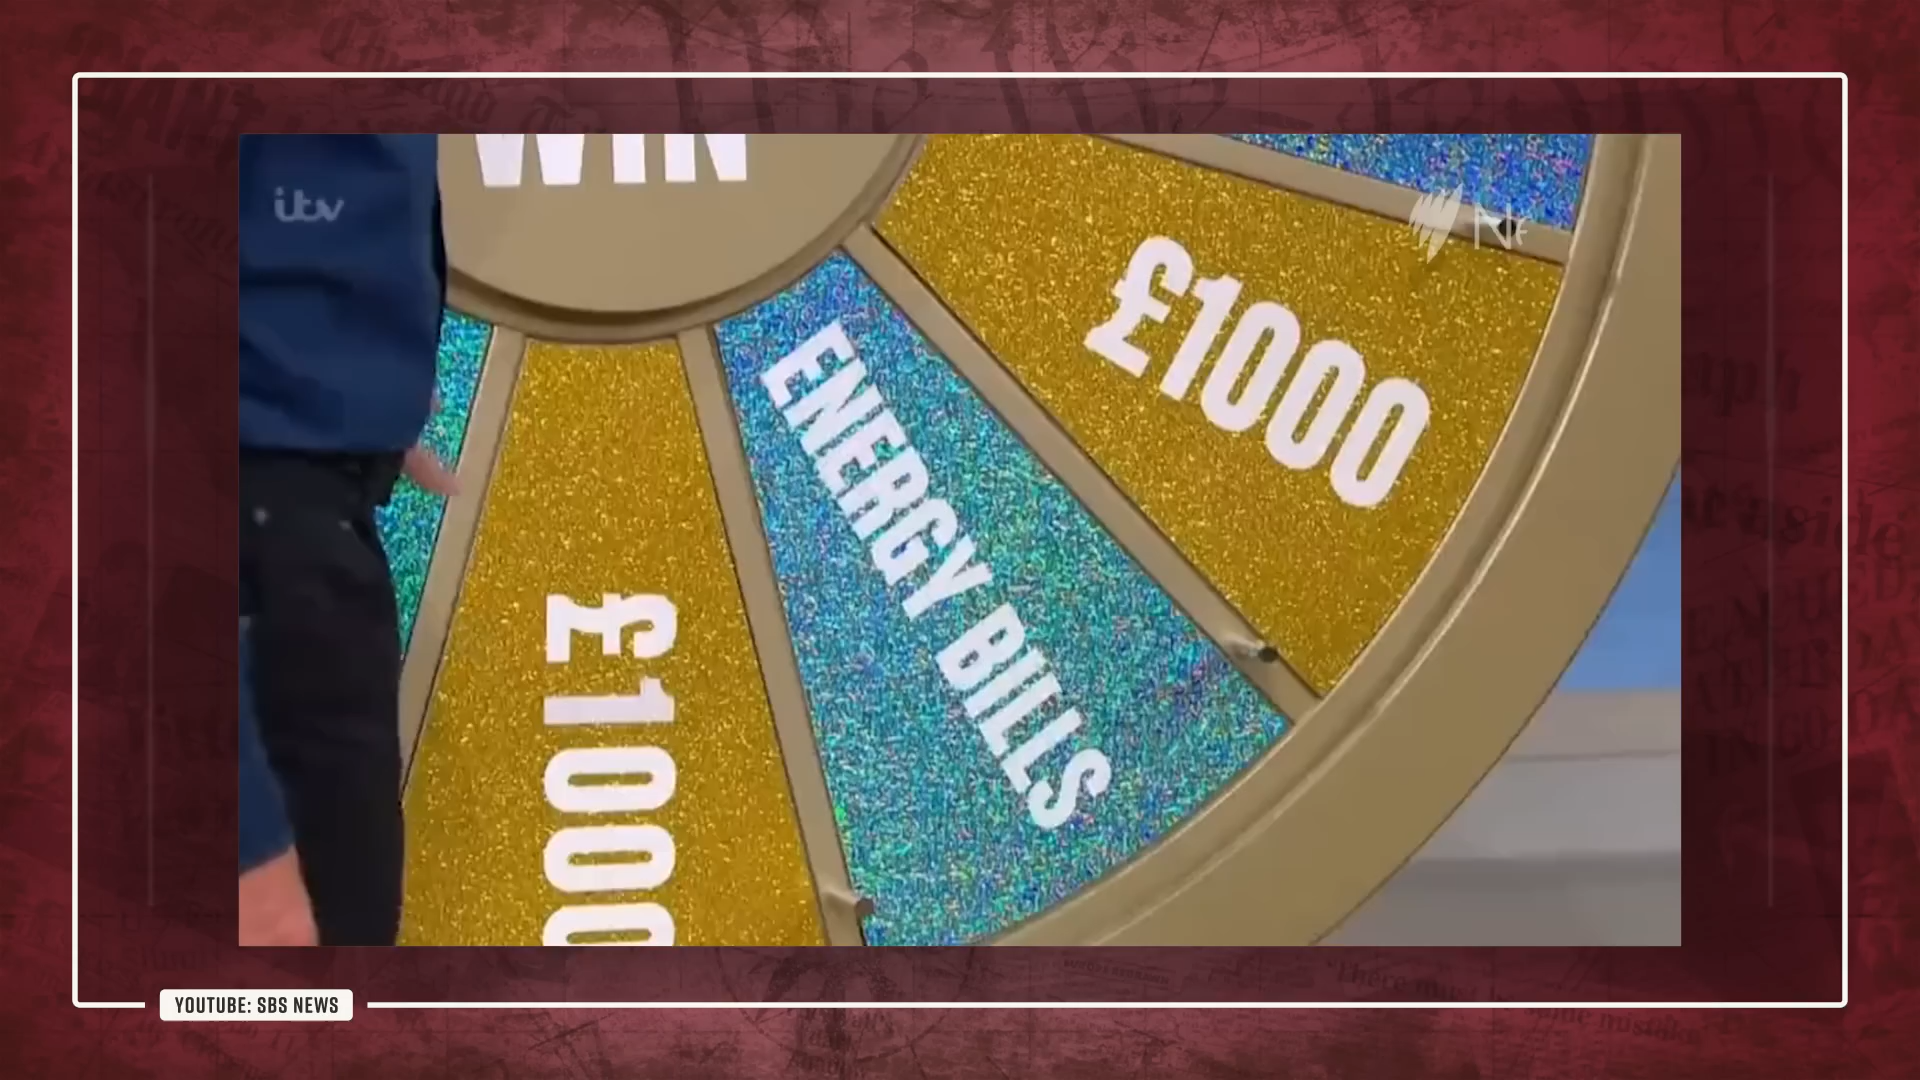 WIN
itv
£1000
ENERGY BILLS
£1000
YOUTUBE: SBS NEWS